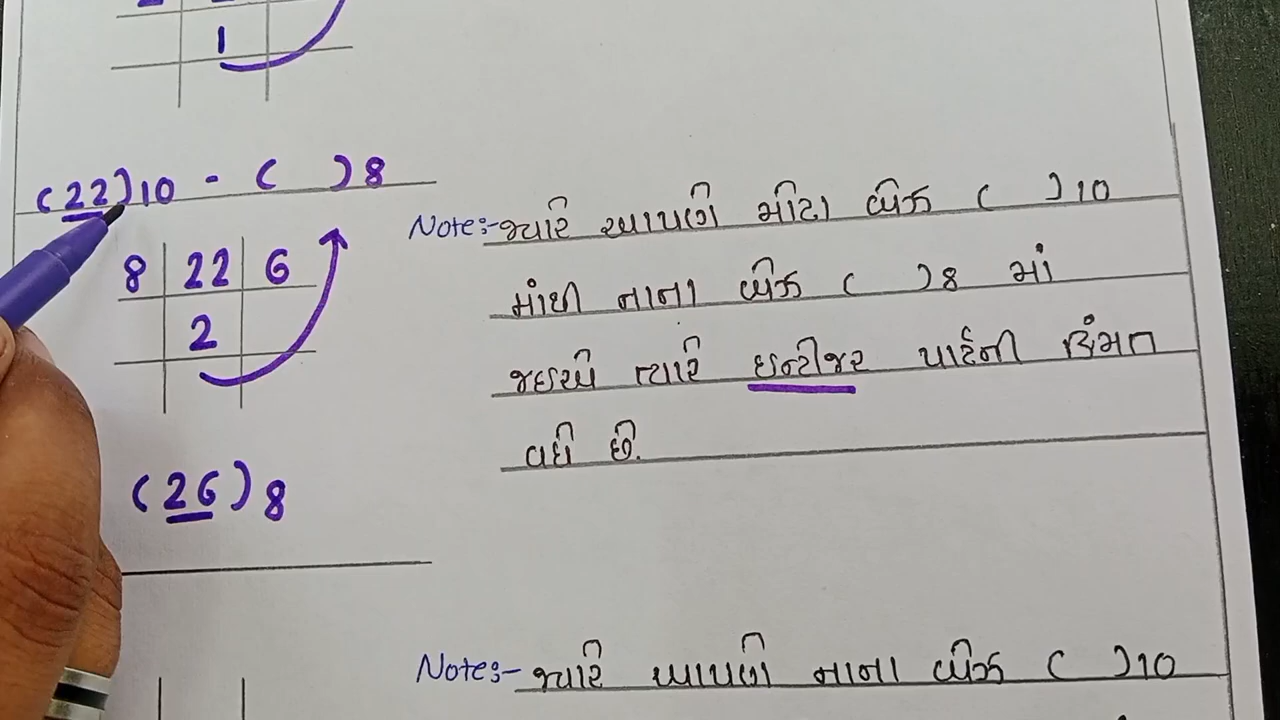 1
(22)10 - ( )8
8 22 6
2
(26)8
Note:- જ્યારે આપણે મોટા બેઝ ( )10
માંથી નાના બેઝ ( )8 માં
જઇએ ત્યારે ઇન્ટીજર પાર્ટની કિંમત
વધે છે.
Note:- જ્યારે આપણે નાના બેઝ ( )10